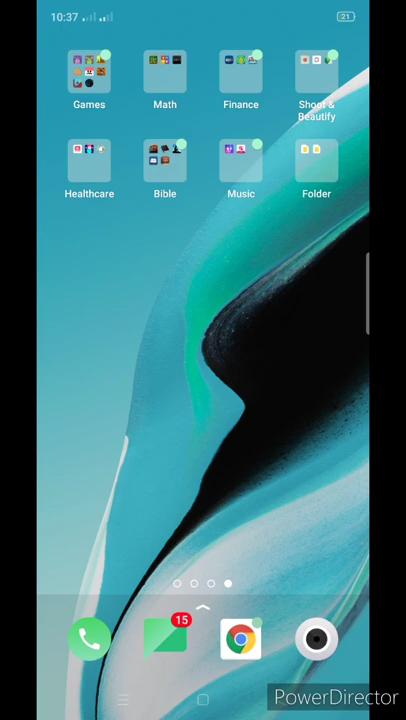 10:37
21
Games
Math
Finance
Shoot &
Beautify
Healthcare
Bible
Music
Folder
15
PowerDirector